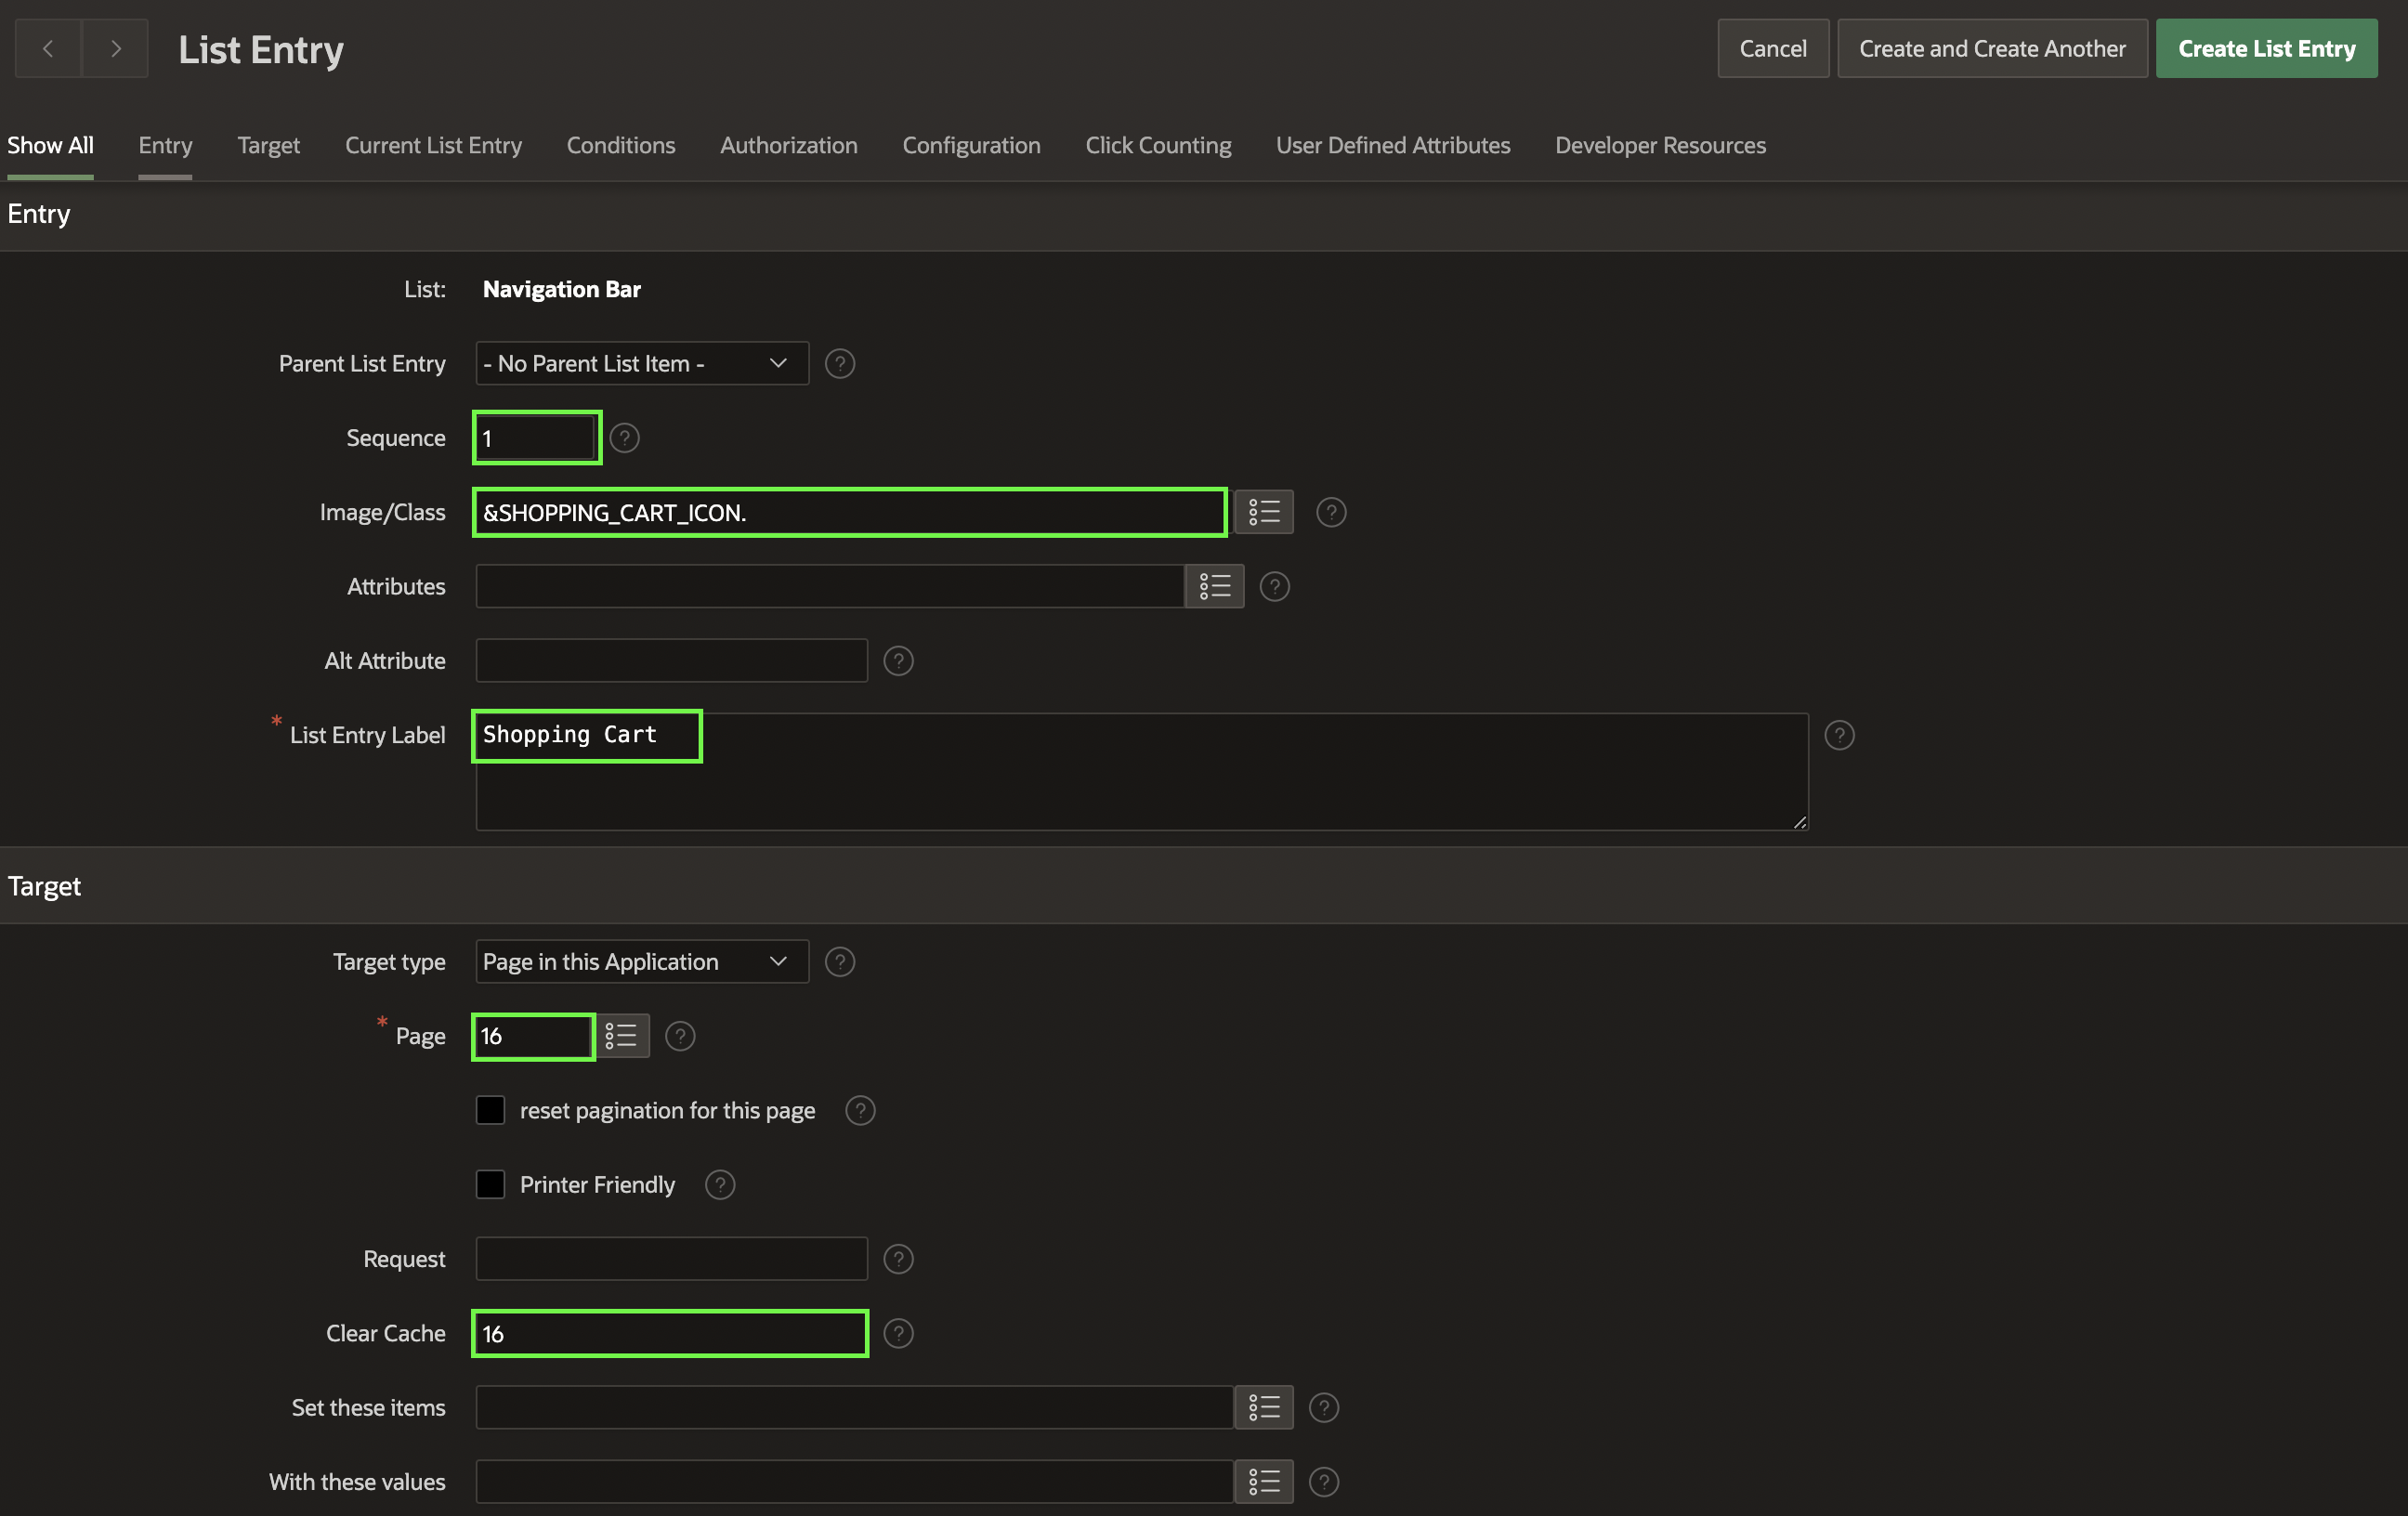 List Entry
Cancel
Create and Create Another
Create List Entry
Show All
Entry
Target
Current List Entry
Conditions
Authorization
Configuration
Click Counting
User Defined Attributes
Developer Resources
Entry
List: Navigation Bar
Parent List Entry - No Parent List Item - ?
Sequence 1 ?
Image/Class &SHOPPING_CART_ICON. ?
Attributes ?
Alt Attribute ?
* List Entry Label Shopping Cart ?
Target
Target type Page in this Application ?
* Page 16 ?
reset pagination for this page ?
Printer Friendly ?
Request ?
Clear Cache 16 ?
Set these items ?
With these values ?